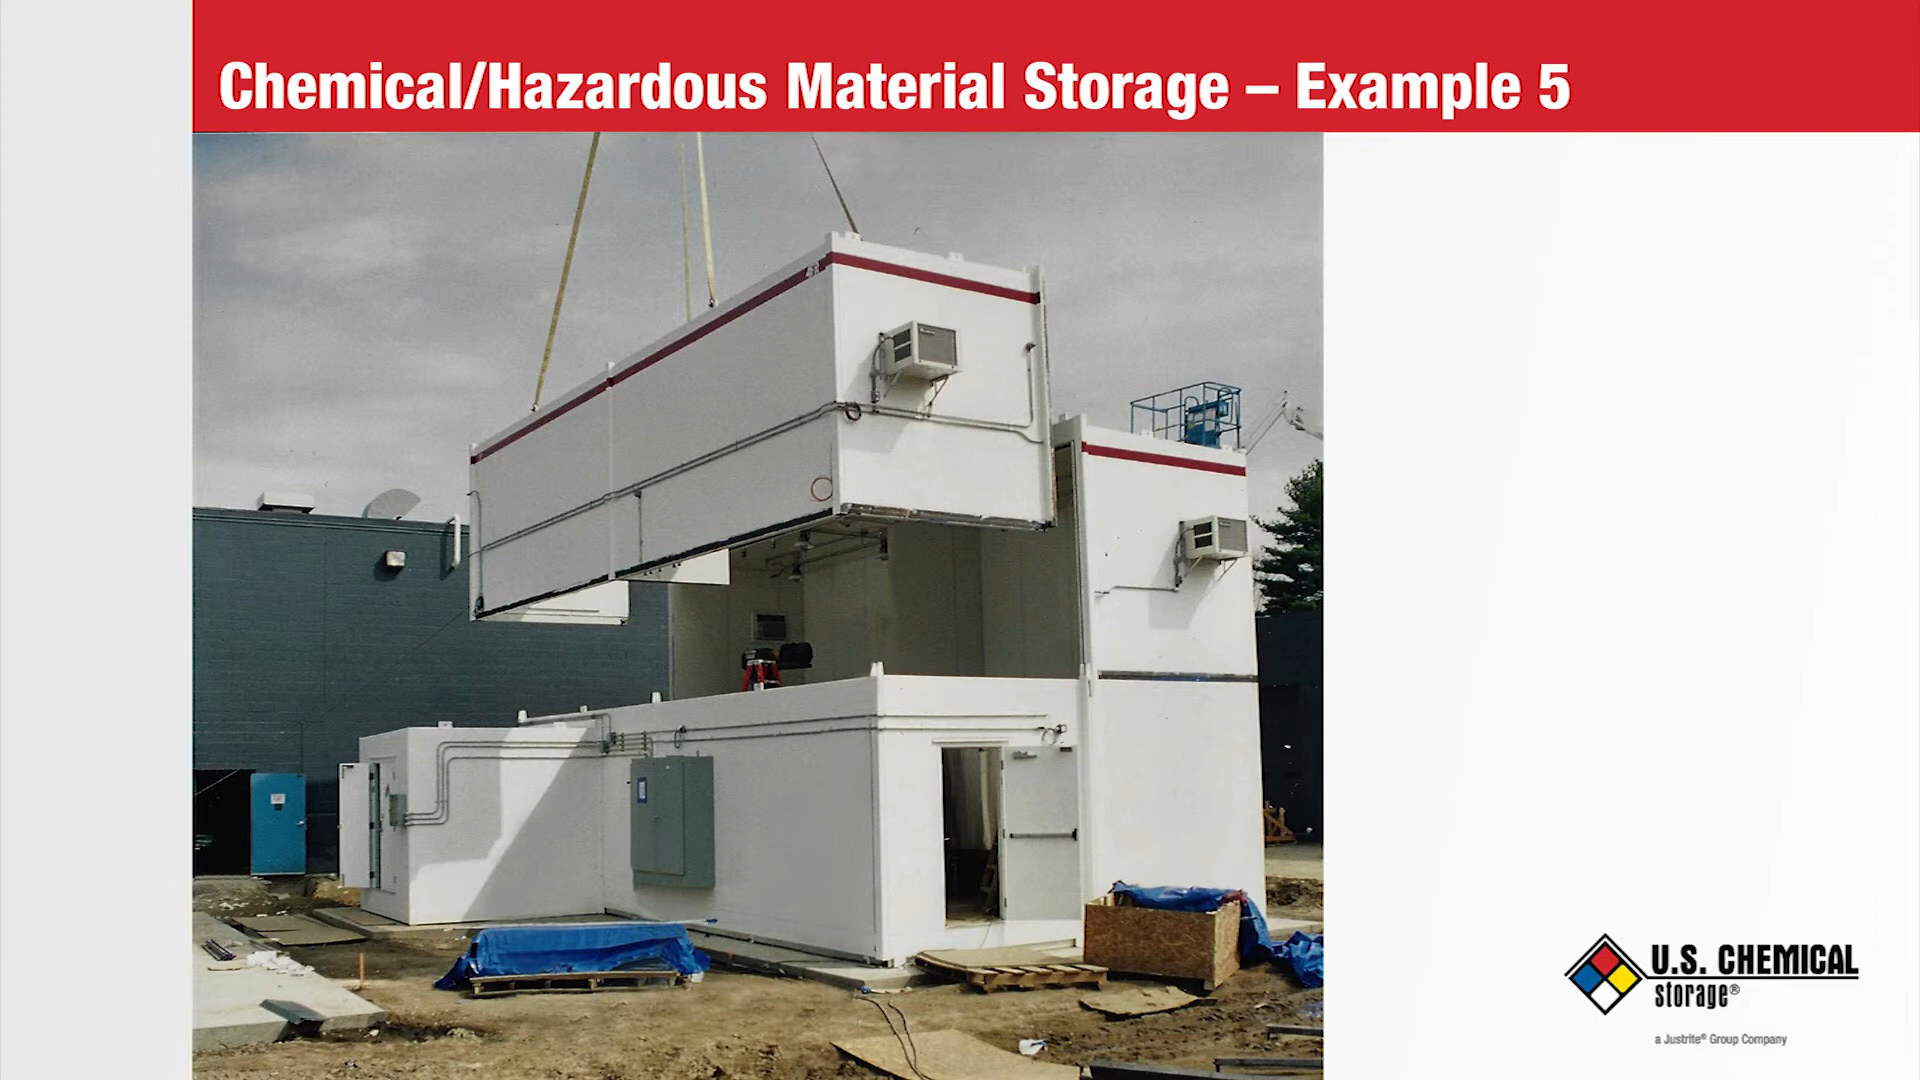 Chemical/Hazardous Material Storage – Example 5
U.S. CHEMICAL
storage®
a Justrite® Group Company